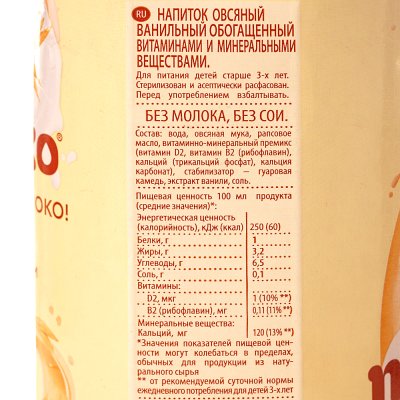 RU
НАПИТОК ОВСЯНЫЙ
ВАНИЛЬНЫЙ ОБОГАЩЕННЫЙ
ВИТАМИНАМИ И МИНЕРАЛЬНЫМИ
ВЕЩЕСТВАМИ.
Для питания детей старше 3-х лет.
Стерилизован и асептически расфасован.
Перед употреблением взбалтывать.
БЕЗ МОЛОКА, БЕЗ СОИ.
Состав: вода, овсяная мука, рапсовое
масло, витаминно-минеральный премикс
(витамин D2, витамин В2 (рибофлавин),
кальций (трикальций фосфат), кальция
карбонат), стабилизатор – гуаровая
камедь, экстракт ванили, соль.
Пищевая ценность 100 мл продукта
(средние значения)*:
Энергетическая ценность
(калорийность), кДж (ккал) 250 (60)
Белки, г 1
Жиры, г 3,2
Углеводы, г 6,5
Соль, г 0,1
Витамины:
D2, мкг 1 (10% **)
В2 (рибофлавин), мг 0,11 (11% **)
Минеральные вещества:
Кальций, мг 120 (13% **)
*Значения показателей пищевой цен-
ности могут колебаться в пределах,
обычных для продукции из нату-
рального сырья
** от рекомендуемой суточной нормы
ежедневного потребления для детей 3-х лет
ОКО!